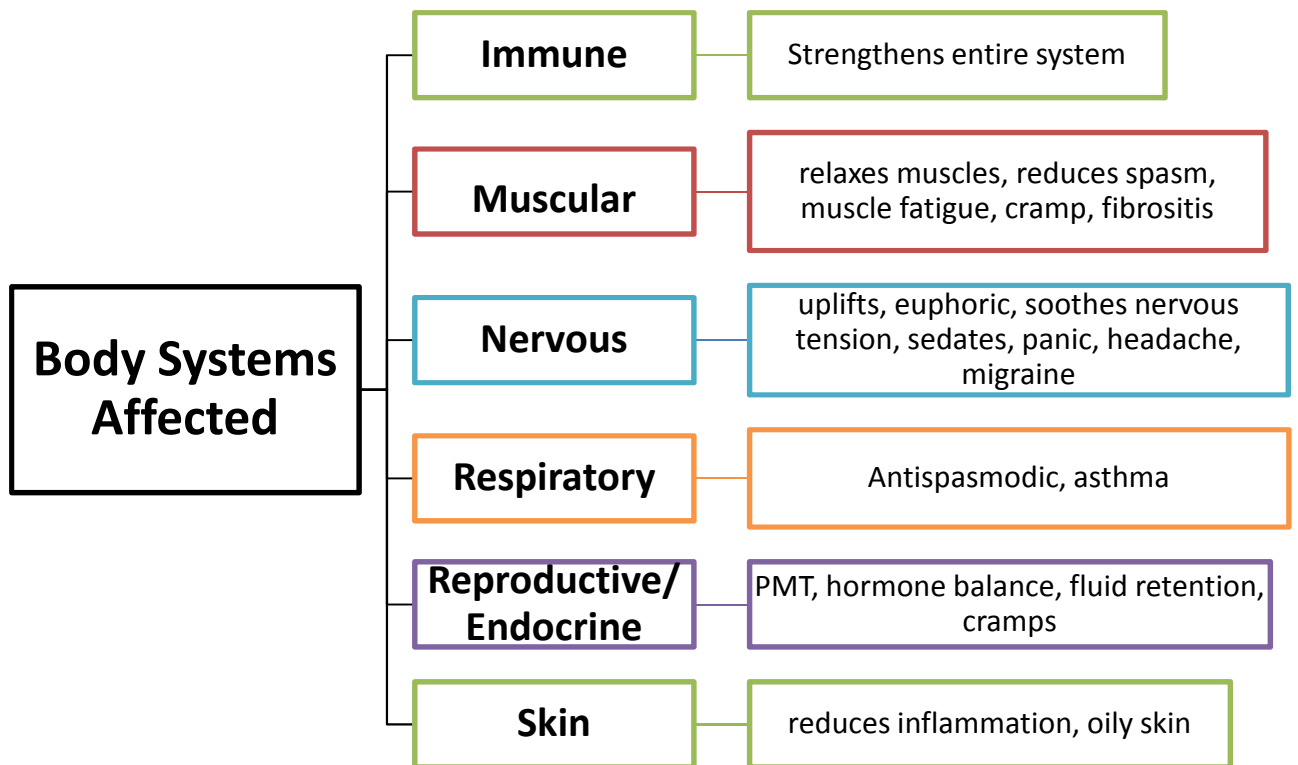 Body Systems
Affected
Immune
Strengthens entire system
Muscular
relaxes muscles, reduces spasm,
muscle fatigue, cramp, fibrositis
Nervous
uplifts, euphoric, soothes nervous
tension, sedates, panic, headache,
migraine
Respiratory
Antispasmodic, asthma
Reproductive/
Endocrine
PMT, hormone balance, fluid retention,
cramps
Skin
reduces inflammation, oily skin